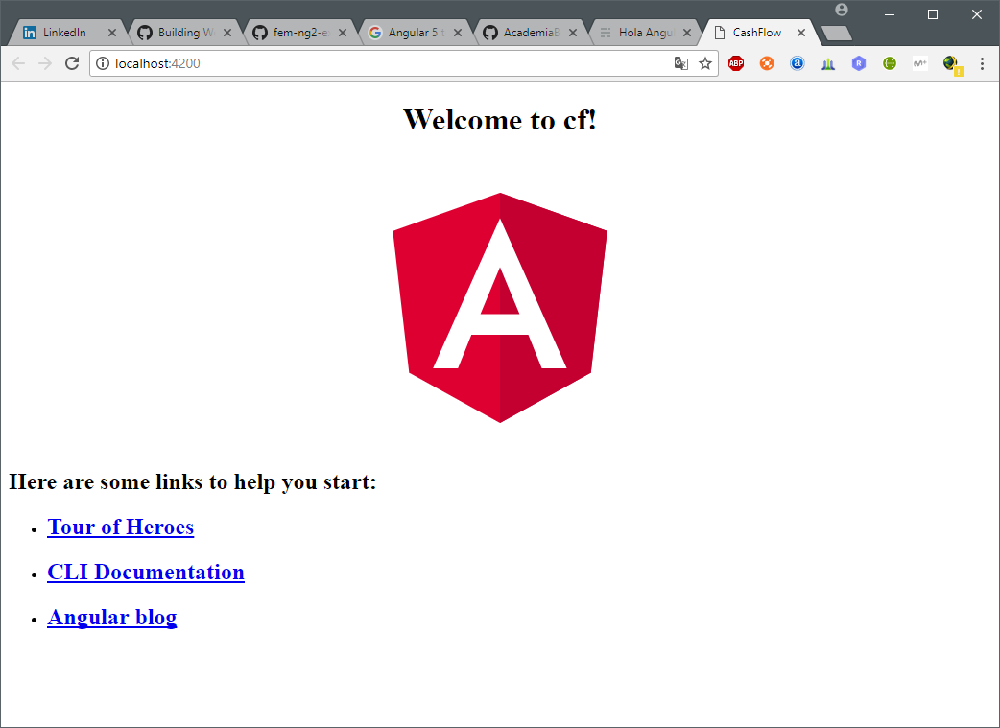 LinkedIn
Building W
fem-ng2-e
Angular 5 t
Academia
Hola Angu
CashFlow
localhost:4200
ABP
a
R
M+
Welcome to cf!
A
Here are some links to help you start:
Tour of Heroes
CLI Documentation
Angular blog